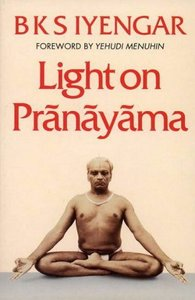 B K S IYENGAR
FOREWORD BY YEHUDI MENUHIN
Light on
Prāṇāyāma